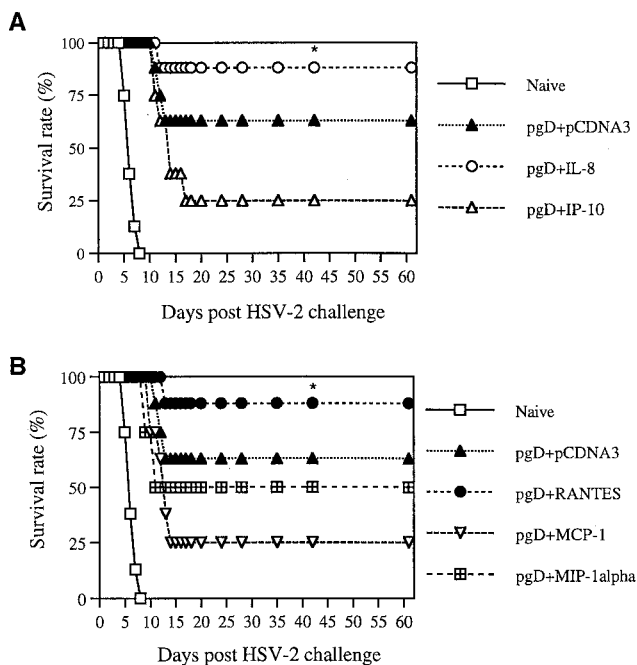 A
Survival rate (%)
100
75
50
25
0
*
0 5 10 15 20 25 30 35 40 45 50 55 60
Days post HSV-2 challenge
Naive
pgD+pCDNA3
pgD+IL-8
pgD+IP-10
B
Survival rate (%)
100
75
50
25
0
*
0 5 10 15 20 25 30 35 40 45 50 55 60
Days post HSV-2 challenge
Naive
pgD+pCDNA3
pgD+RANTES
pgD+MCP-1
pgD+MIP-1alpha